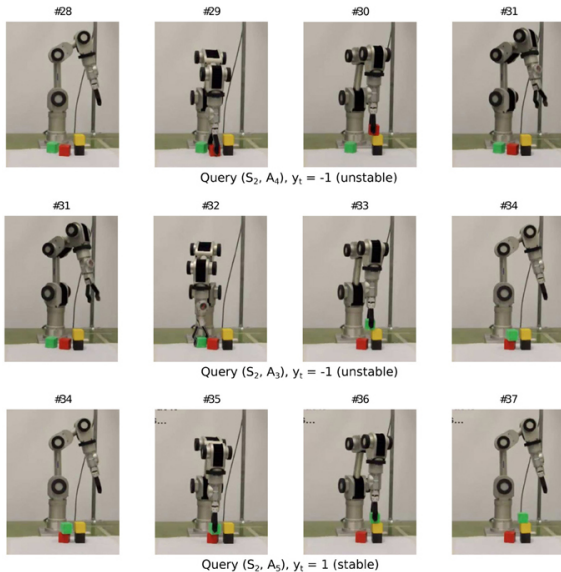 #28 #29 #30 #31
Query (S₂, A₄), yₜ = -1 (unstable)
#31 #32 #33 #34
Query (S₂, A₃), yₜ = -1 (unstable)
#34 #35 #36 #37
s...
s...
s...
Query (S₂, A₅), yₜ = 1 (stable)